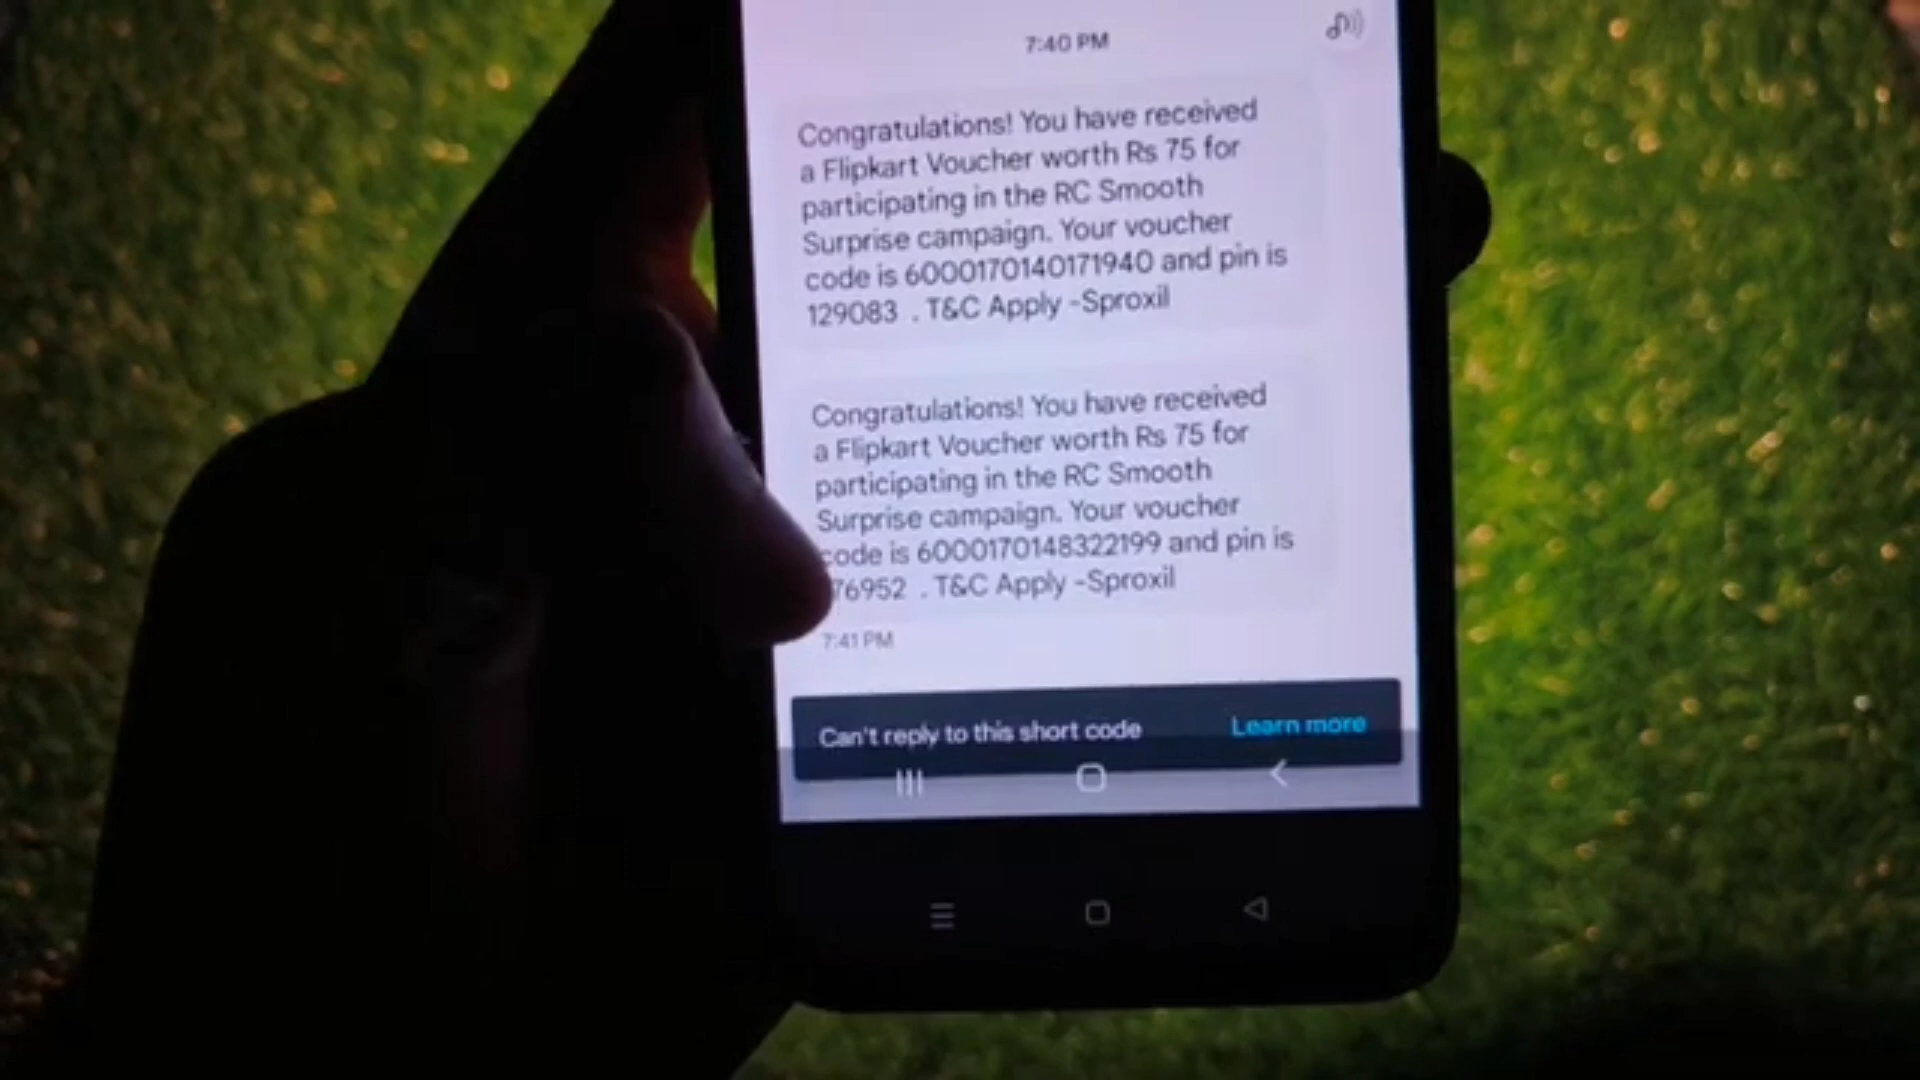 7:40 PM
Congratulations! You have received
a Flipkart Voucher worth Rs 75 for
participating in the RC Smooth
Surprise campaign. Your voucher
code is 6000170140171940 and pin is
129083 . T&C Apply -Sproxil
Congratulations! You have received
a Flipkart Voucher worth Rs 75 for
participating in the RC Smooth
Surprise campaign. Your voucher
code is 6000170148322199 and pin is
. T&C Apply -Sproxil
7:41 PM
Can't reply to this short code Learn more